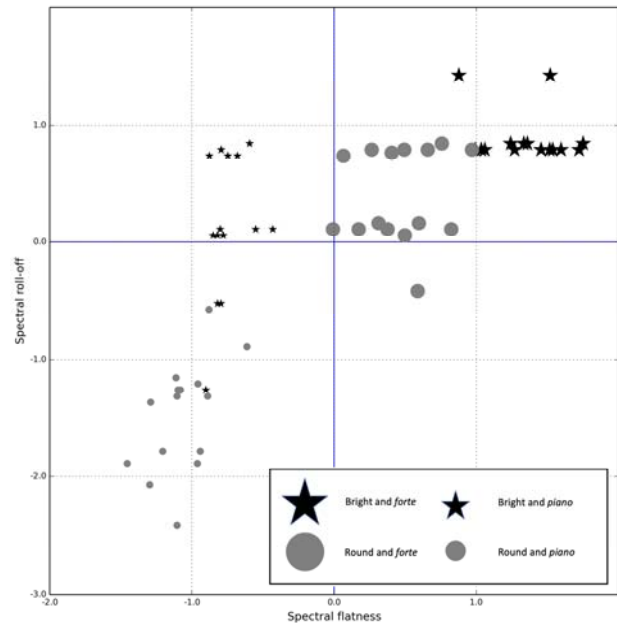 Spectral roll-off
1.0
0.0
-1.0
-2.0
-3.0
Bright and forte
Bright and piano
Round and forte
Round and piano
-2.0
-1.0
0.0
1.0
Spectral flatness